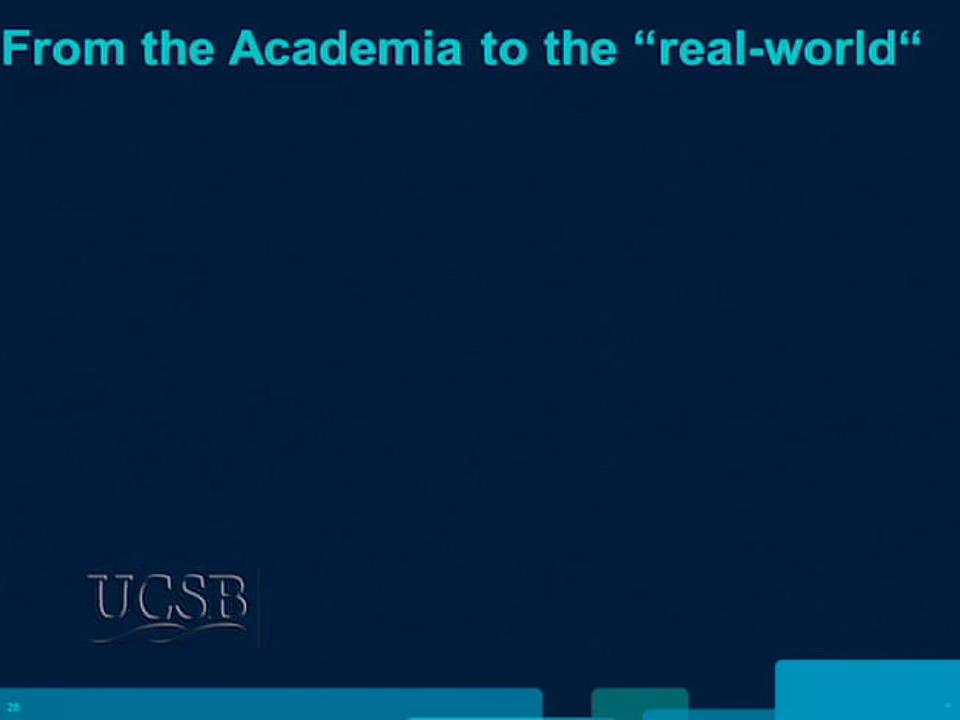 From the Academia to the “real-world“
UCSB
28